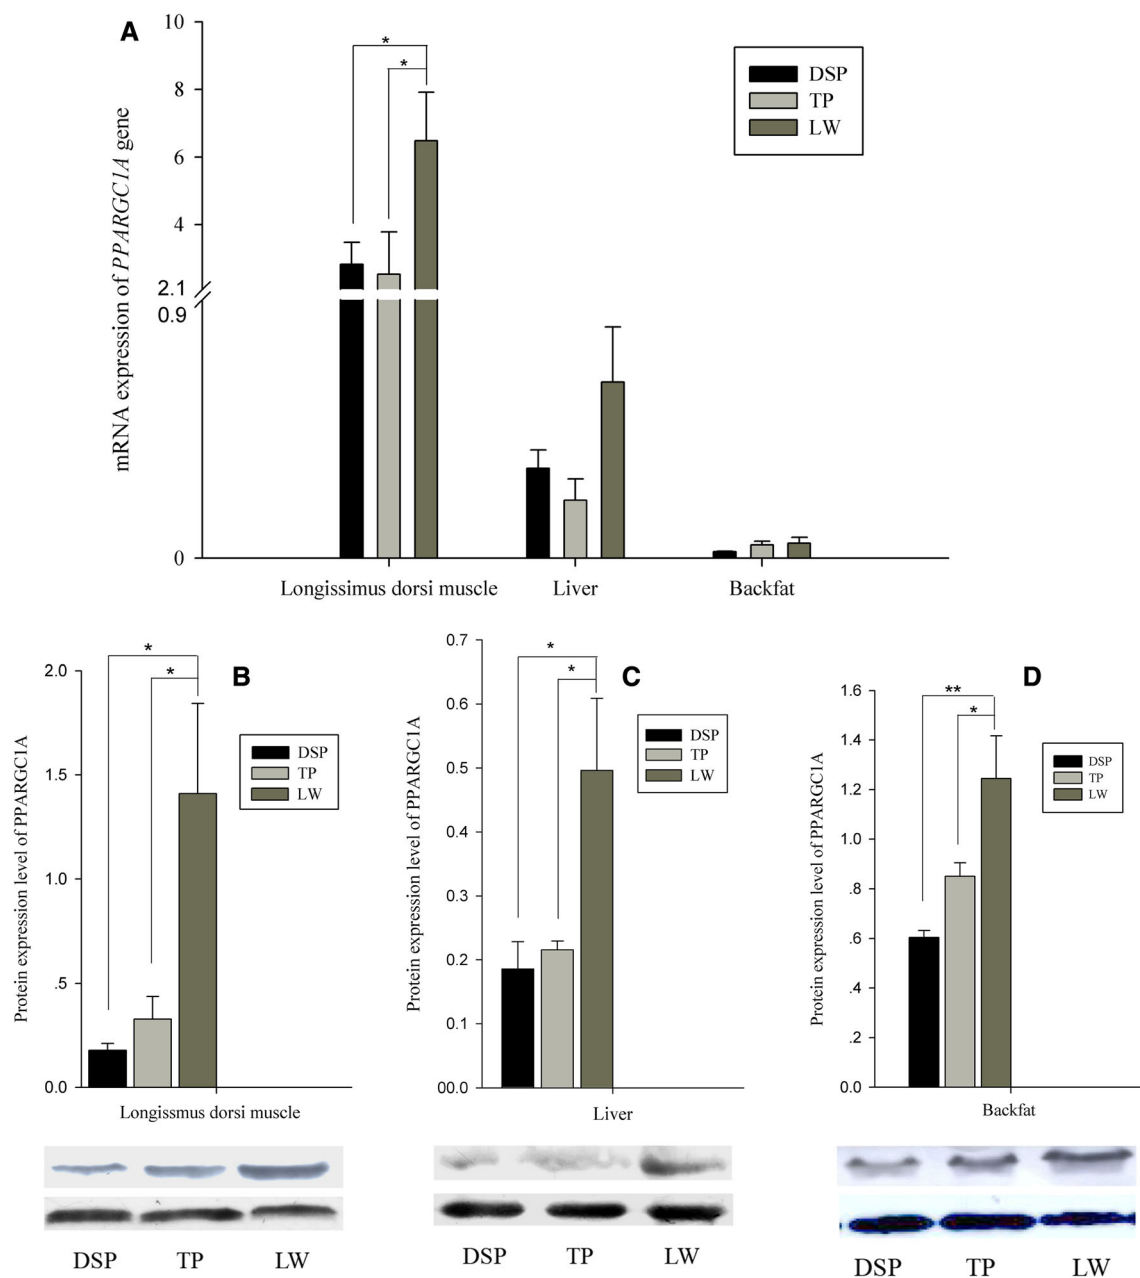 A
10
8
6
4
2.1
0.9
0
mRNA expression of PPARGC1A gene
*
*
DSP
TP
LW
Longissimus dorsi muscle
Liver
Backfat
B
2.0
1.5
1.0
.5
0.0
Protein expression level of PPARGC1A
*
*
DSP
TP
LW
Longissmus dorsi muscle
DSP TP LW
C
0.7
0.6
0.5
0.4
0.3
0.2
0.1
00.0
Protein expression level of PPARGC1A
*
*
DSP
TP
LW
Liver
DSP TP LW
D
1.6
1.4
1.2
1.0
.8
.6
.4
.2
0.0
Protein expression level of PPARGC1A
**
*
DSP
TP
LW
Backfat
DSP TP LW